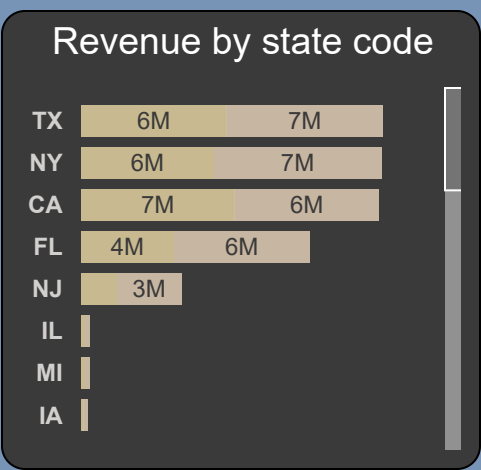 Revenue by state code
TX 6M 7M
NY 6M 7M
CA 7M 6M
FL 4M 6M
NJ 3M
IL
MI
IA